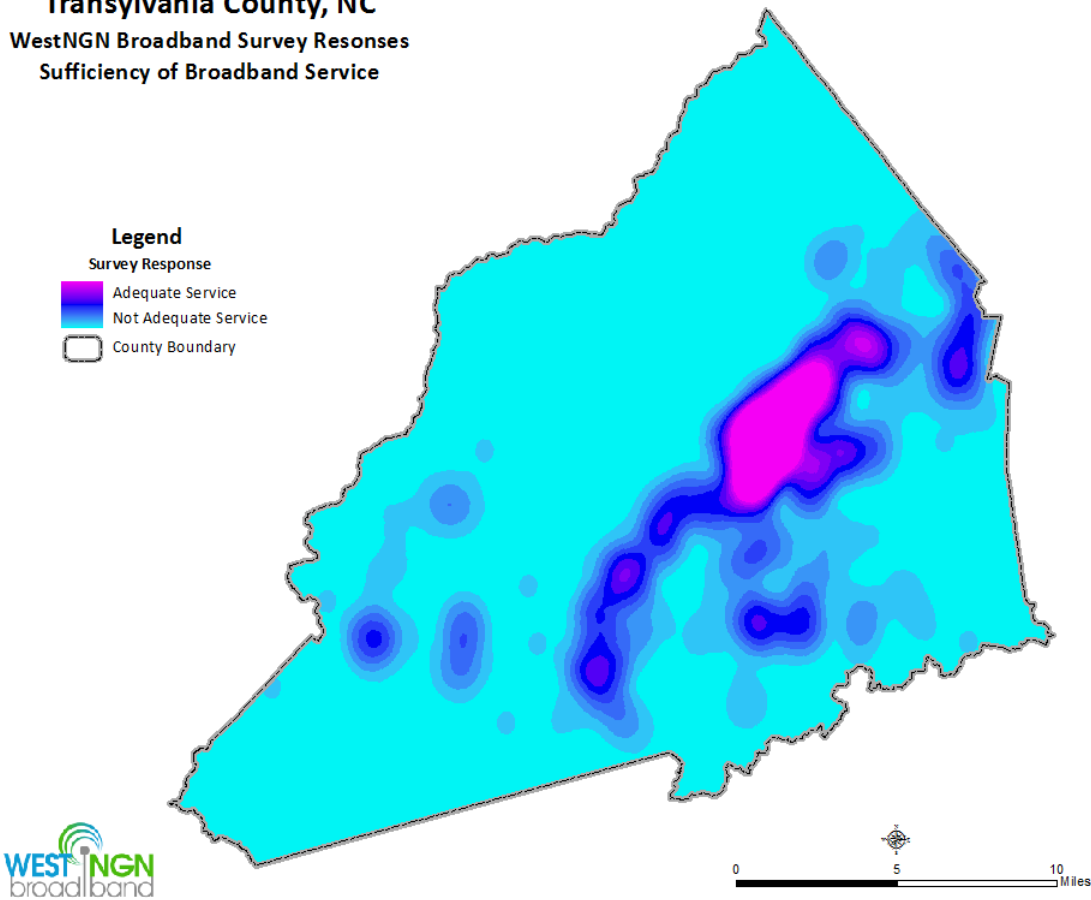 Transylvania County, NC
WestNGN Broadband Survey Resonses
Sufficiency of Broadband Service
Legend
Survey Response
Adequate Service
Not Adequate Service
County Boundary
WEST NGN
broadband
N
0 5 10
Miles